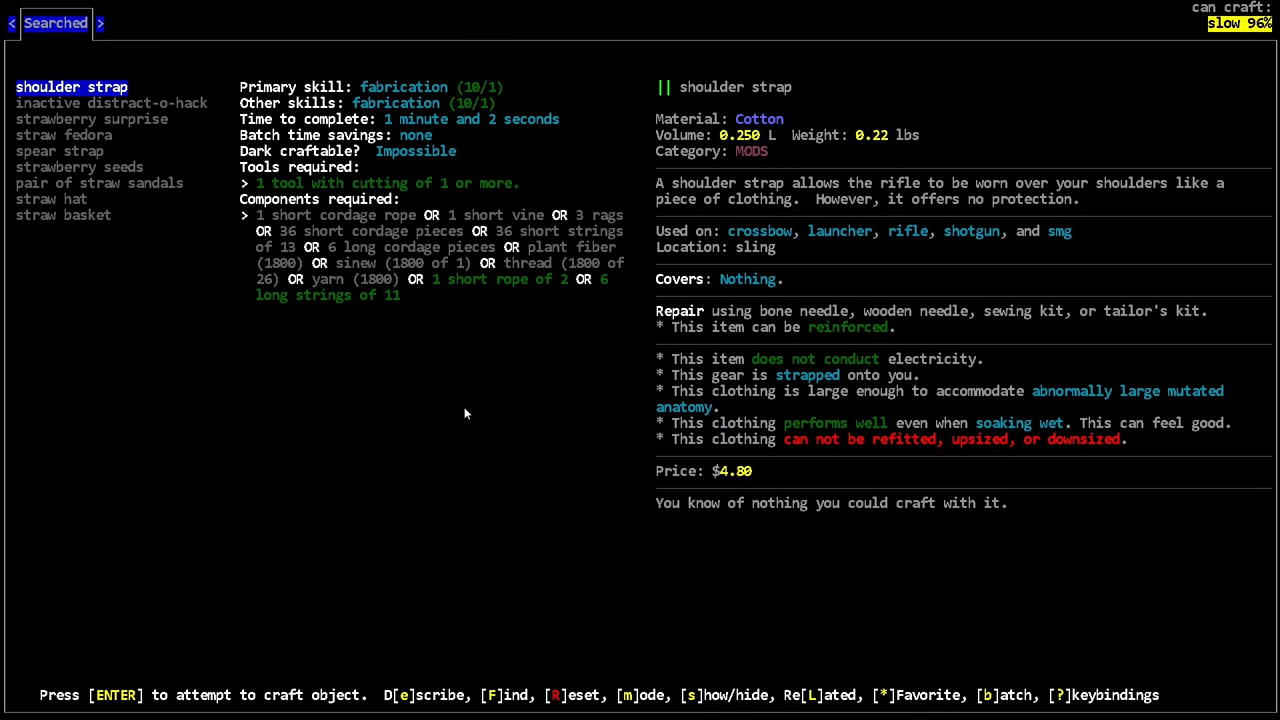 can craft:
< Searched > slow 96%
shoulder strap
inactive distract-o-hack
strawberry surprise
straw fedora
spear strap
strawberry seeds
pair of straw sandals
straw hat
straw basket
Primary skill: fabrication (10/1)
Other skills: fabrication (10/1)
Time to complete: 1 minute and 2 seconds
Batch time savings: none
Dark craftable? Impossible
Tools required:
> 1 tool with cutting of 1 or more.
Components required:
> 1 short cordage rope OR 1 short vine OR 3 rags
OR 36 short cordage pieces OR 36 short strings
of 13 OR 6 long cordage pieces OR plant fiber
(1800) OR sinew (1800 of 1) OR thread (1800 of
26) OR yarn (1800) OR 1 short rope of 2 OR 6
long strings of 11
|| shoulder strap
Material: Cotton
Volume: 0.250 L Weight: 0.22 lbs
Category: MODS
A shoulder strap allows the rifle to be worn over your shoulders like a
piece of clothing. However, it offers no protection.
Used on: crossbow, launcher, rifle, shotgun, and smg
Location: sling
Covers: Nothing.
Repair using bone needle, wooden needle, sewing kit, or tailor's kit.
* This item can be reinforced.
* This item does not conduct electricity.
* This gear is strapped onto you.
* This clothing is large enough to accommodate abnormally large mutated
anatomy.
* This clothing performs well even when soaking wet. This can feel good.
* This clothing can not be refitted, upsized, or downsized.
Price: $4.80
You know of nothing you could craft with it.
Press [ENTER] to attempt to craft object. D[e]scribe, [F]ind, [R]eset, [m]ode, [s]how/hide, Re[L]ated, [*]Favorite, [b]atch, [?]keybindings